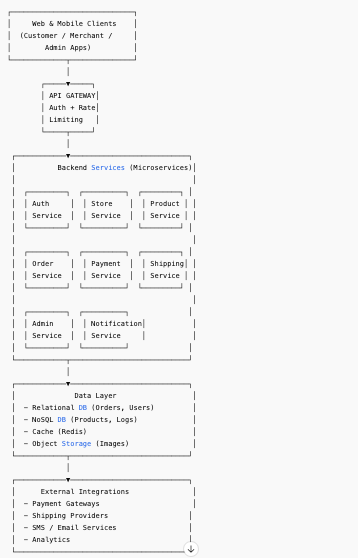 Web & Mobile Clients
(Customer / Merchant /
Admin Apps)
API GATEWAY
Auth + Rate
Limiting
Backend Services (Microservices)
Auth Store Product
Service Service Service
Order Payment Shipping
Service Service Service
Admin Notification
Service Service
Data Layer
- Relational DB (Orders, Users)
- NoSQL DB (Products, Logs)
- Cache (Redis)
- Object Storage (Images)
External Integrations
- Payment Gateways
- Shipping Providers
- SMS / Email Services
- Analytics